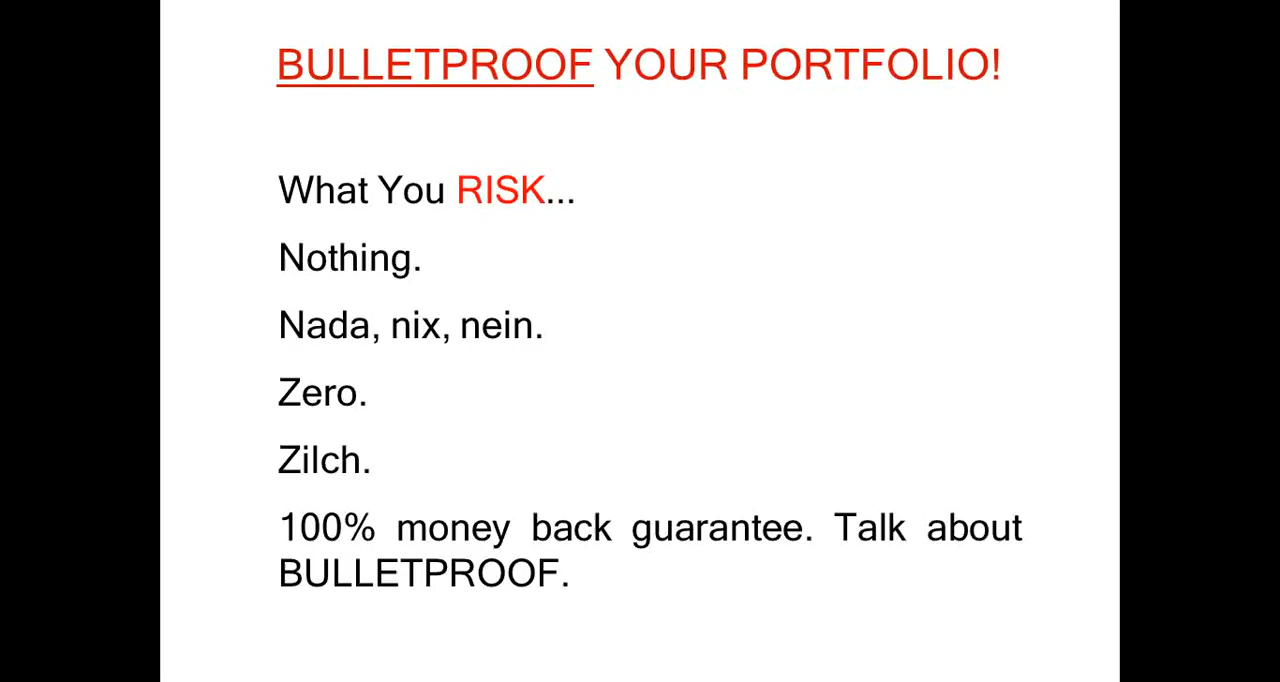 BULLETPROOF YOUR PORTFOLIO!
What You RISK...
Nothing.
Nada, nix, nein.
Zero.
Zilch.
100% money back guarantee. Talk about
BULLETPROOF.